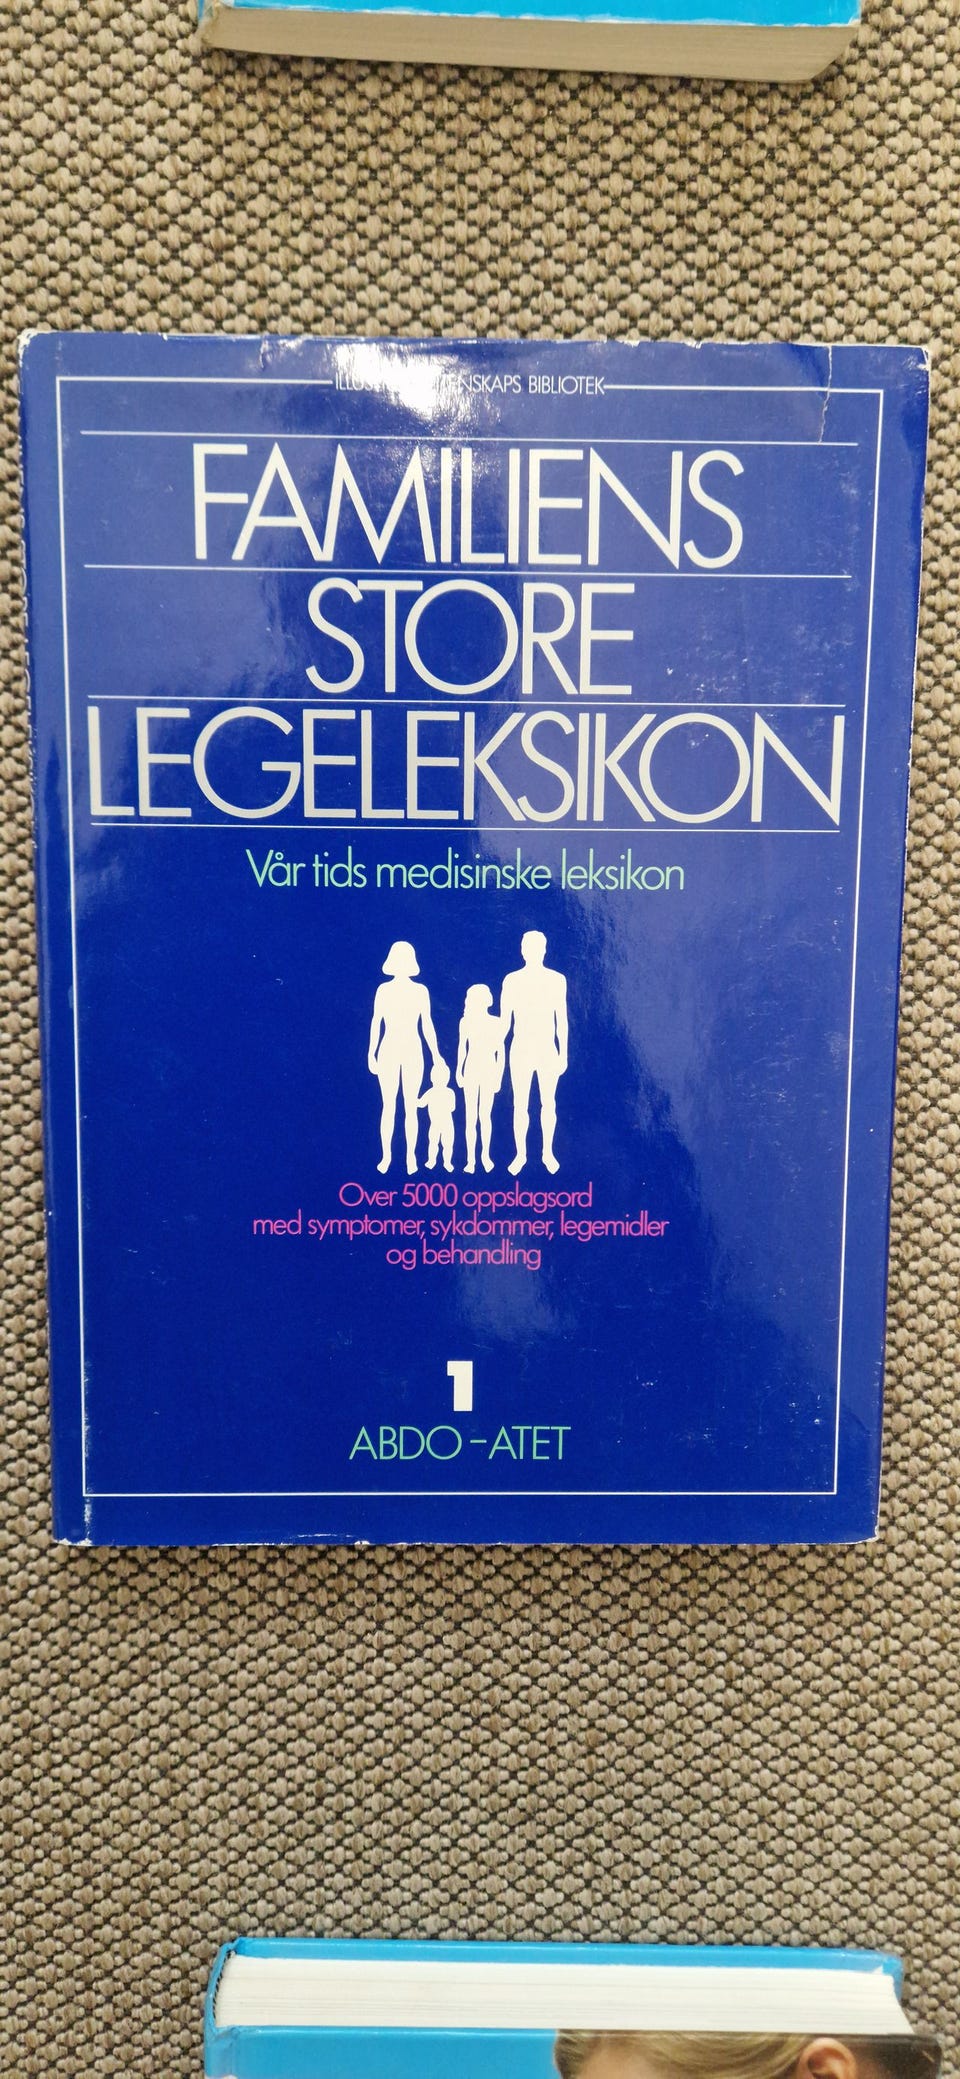 BIBLIOTEK
FAMILIENS
STORE
LEGELEKSIKON
Vår tids medisinske leksikon
Over 5000 oppslagsord
med symptomer, sykdommer, legemidler
og behandling
1
ABDO-ATET